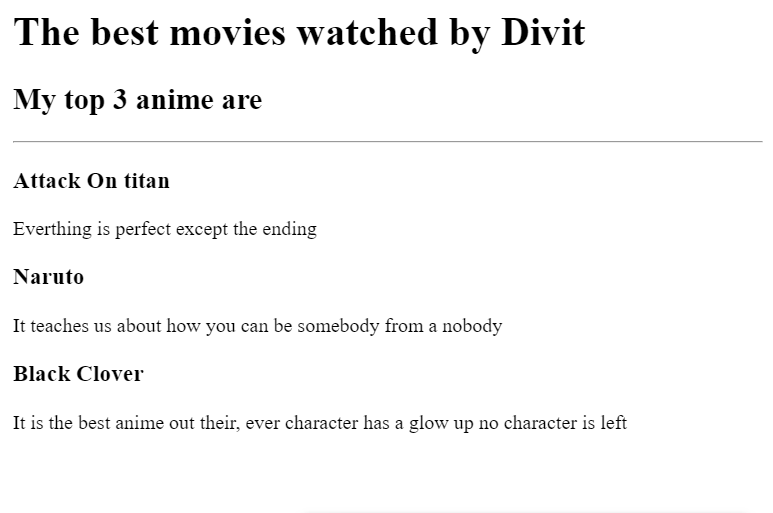 The best movies watched by Divit
My top 3 anime are
Attack On titan
Everthing is perfect except the ending
Naruto
It teaches us about how you can be somebody from a nobody
Black Clover
It is the best anime out their, ever character has a glow up no character is left